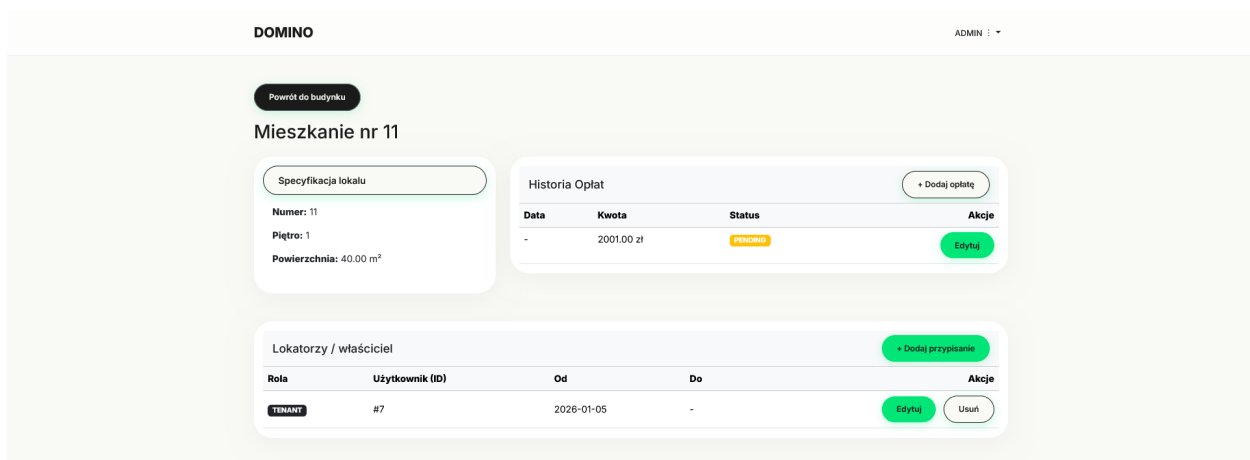 DOMINO
ADMIN
Powrót do budynku
Mieszkanie nr 11
Specyfikacja lokalu
Numer: 11
Piętro: 1
Powierzchnia: 40.00 m²
Historia Opłat
+ Dodaj opłatę
Data Kwota Status Akcje
- 2001.00 zł PENDING Edytuj
Lokatorzy / właściciel
+ Dodaj przypisanie
Rola Użytkownik (ID) Od Do Akcje
TENANT #7 2026-01-05 - Edytuj Usuń